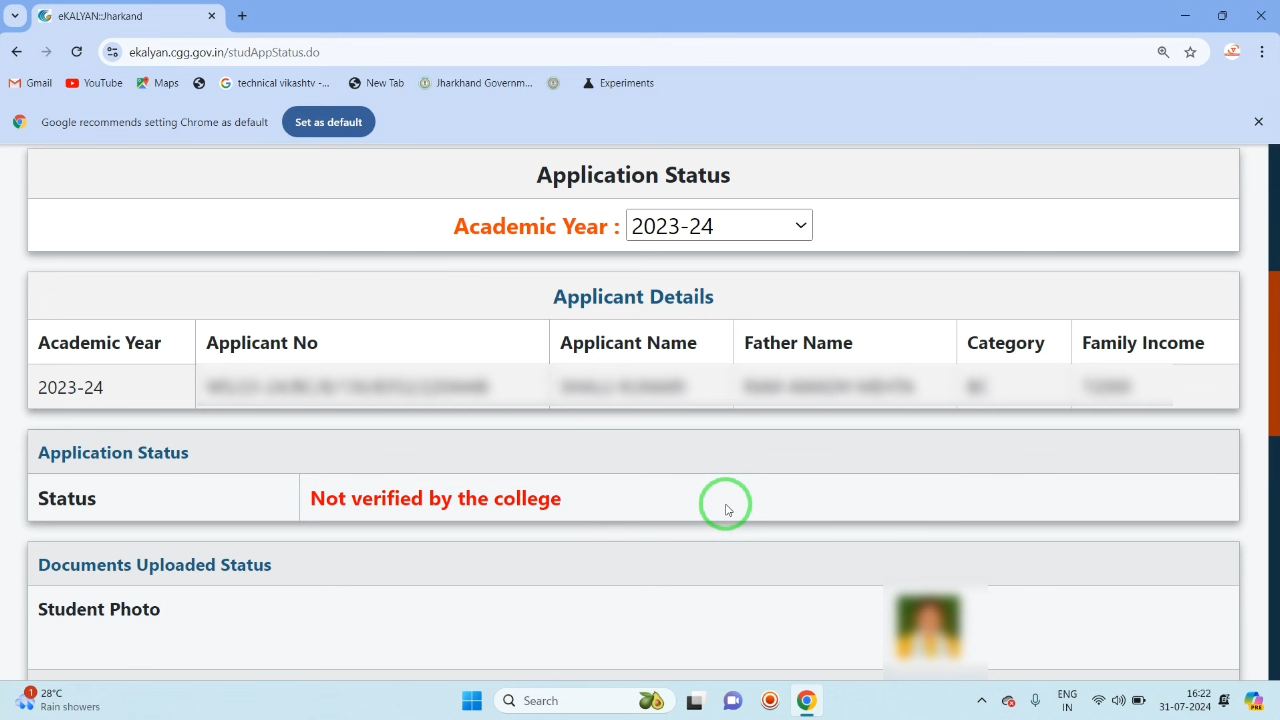 eKALYAN::Jharkand
ekalyan.cgg.gov.in/studAppStatus.do
Gmail YouTube Maps technical vikashtv -... New Tab Jharkhand Governm... Experiments
Google recommends setting Chrome as default Set as default
Application Status
Academic Year : 2023-24
Applicant Details
Academic Year Applicant No Applicant Name Father Name Category Family Income
2023-24
Application Status
Status Not verified by the college
Documents Uploaded Status
Student Photo
1 28°C
Rain showers
Search
ENG
IN
16:22
31-07-2024